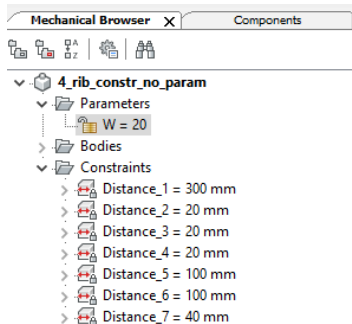 Mechanical Browser X Components
A Z
4_rib_constr_no_param
Parameters
W = 20
Bodies
Constraints
Distance_1 = 300 mm
Distance_2 = 20 mm
Distance_3 = 20 mm
Distance_4 = 20 mm
Distance_5 = 100 mm
Distance_6 = 100 mm
Distance_7 = 40 mm